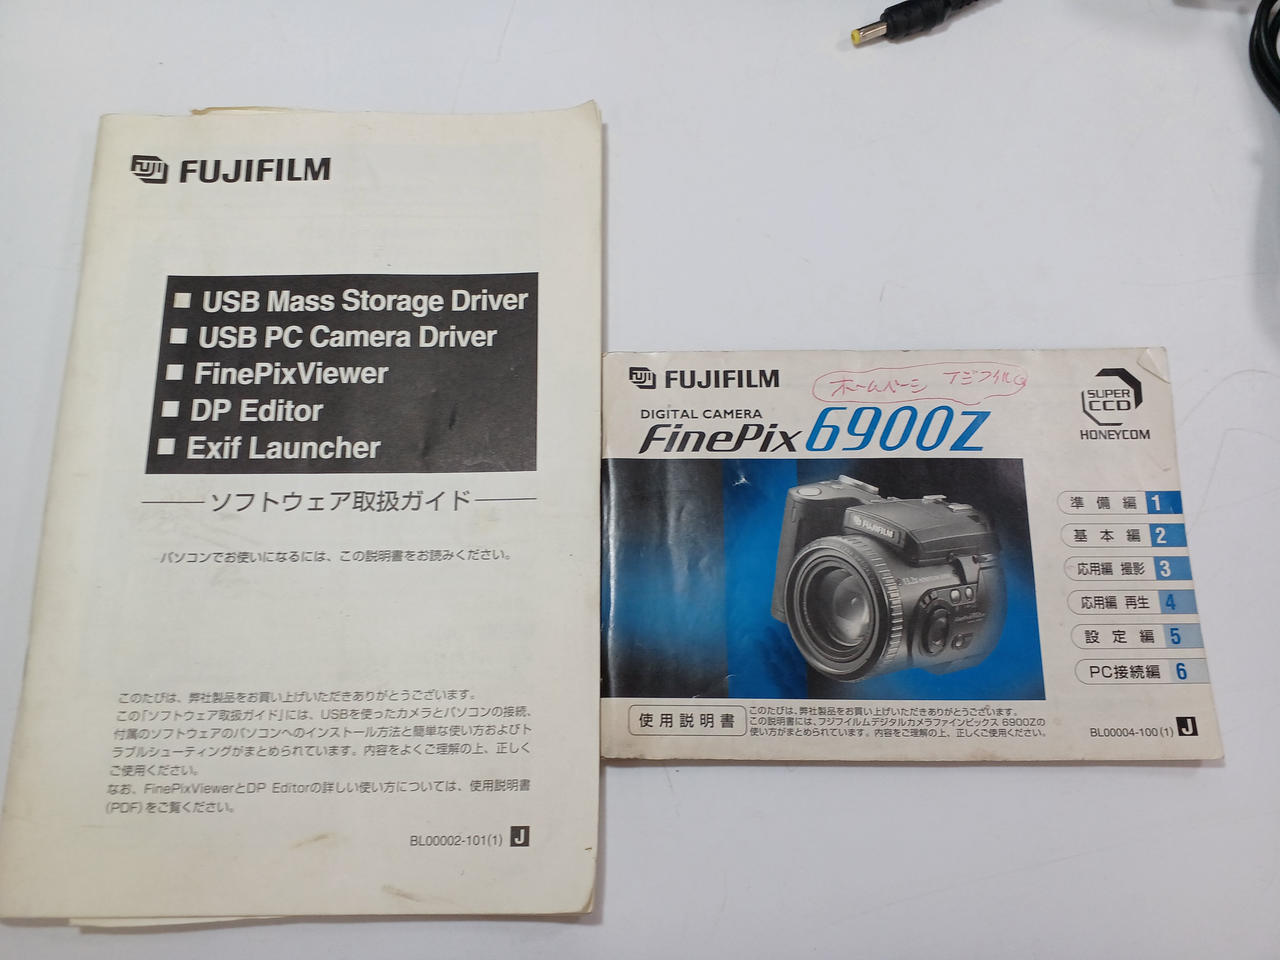 FUJI FUJIFILM
■ USB Mass Storage Driver
■ USB PC Camera Driver
■ FinePixViewer
■ DP Editor
■ Exif Launcher
ソフトウェア取扱ガイド
パソコンでお使いになるには、この説明書をお読みください。
このたびは、弊社製品をお買い上げいただきありがとうございます。
この「ソフトウェア取扱ガイド」には、USBを使ったカメラとパソコンの接続、
付属のソフトウェアのパソコンへのインストール方法と簡単な使い方およびト
ラブルシューティングがまとめられています。内容をよくご理解の上、正しく
ご使用ください。
なお、FinePixViewerとDP Editorの詳しい使い方については、使用説明書
(PDF)をご覧ください。
BL00002-101(1) J
FUJI FUJIFILM
ホームページ フジフイルム
DIGITAL CAMERA
FinePix 6900Z
SUPER
CCD
HONEYCOM
FUJIFILM
準備編 1
基本編 2
応用編 撮影 3
応用編 再生 4
設定編 5
PC接続編 6
使用説明書
このたびは、弊社製品をお買い上げいただきありがとうございます。
この説明書には、フジフイルムデジタルカメラファインピックス 6900Zの
使い方がまとめられています。内容をご理解の上、正しくご使用ください。
BL00004-100(1) J